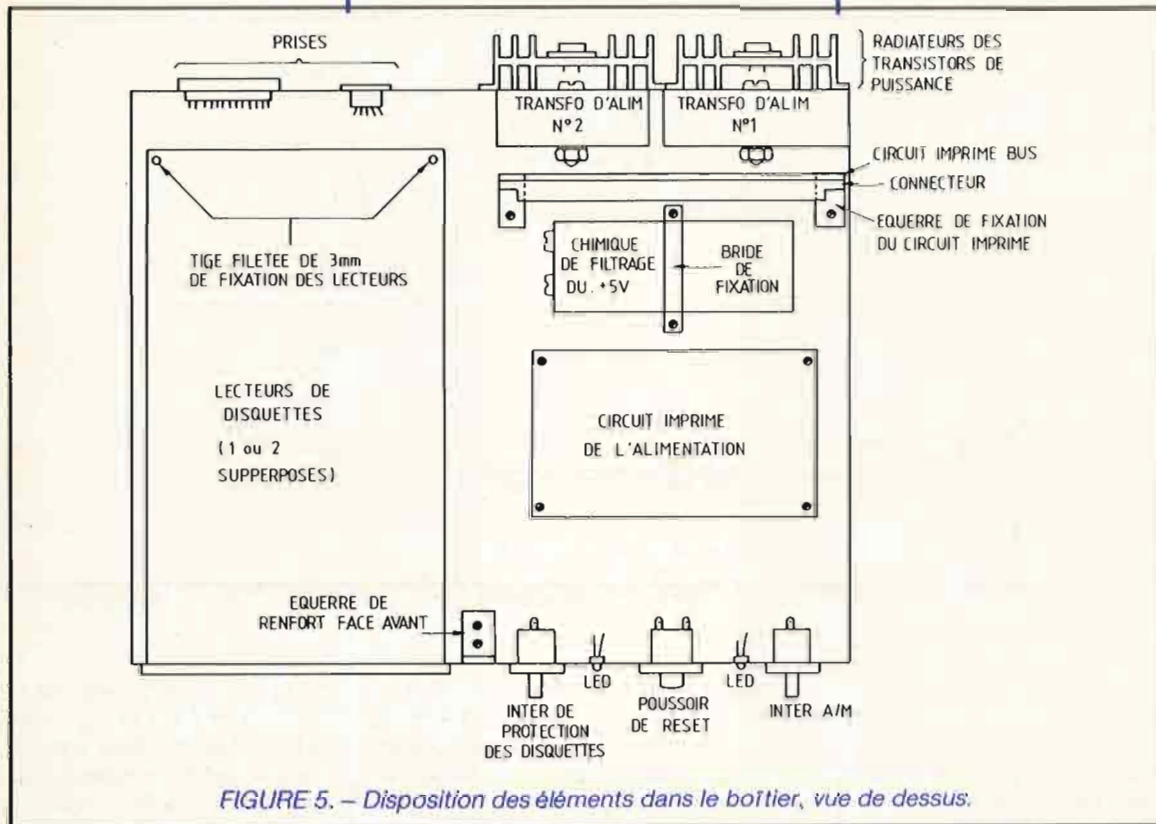 PRISES
RADIATEURS DES
TRANSISTORS DE
PUISSANCE
TRANSFO D'ALIM
N°2
TRANSFO D'ALIM
N°1
CIRCUIT IMPRIME BUS
CONNECTEUR
EQUERRE DE FIXATION
DU CIRCUIT IMPRIME
TIGE FILETEE DE 3mm
DE FIXATION DES LECTEURS
CHIMIQUE
DE FILTRAGE
DU.+5V
BRIDE
DE
FIXATION
LECTEURS DE
DISQUETTES
(1 ou 2
SUPPERPOSES)
CIRCUIT IMPRIME
DE L'ALIMENTATION
EQUERRE DE
RENFORT FACE AVANT
INTER DE
PROTECTION
DES DISQUETTES
LED
POUSSOIR
DE RESET
LED
INTER A/M
FIGURE 5. – Disposition des éléments dans le boîtier, vue de dessus.